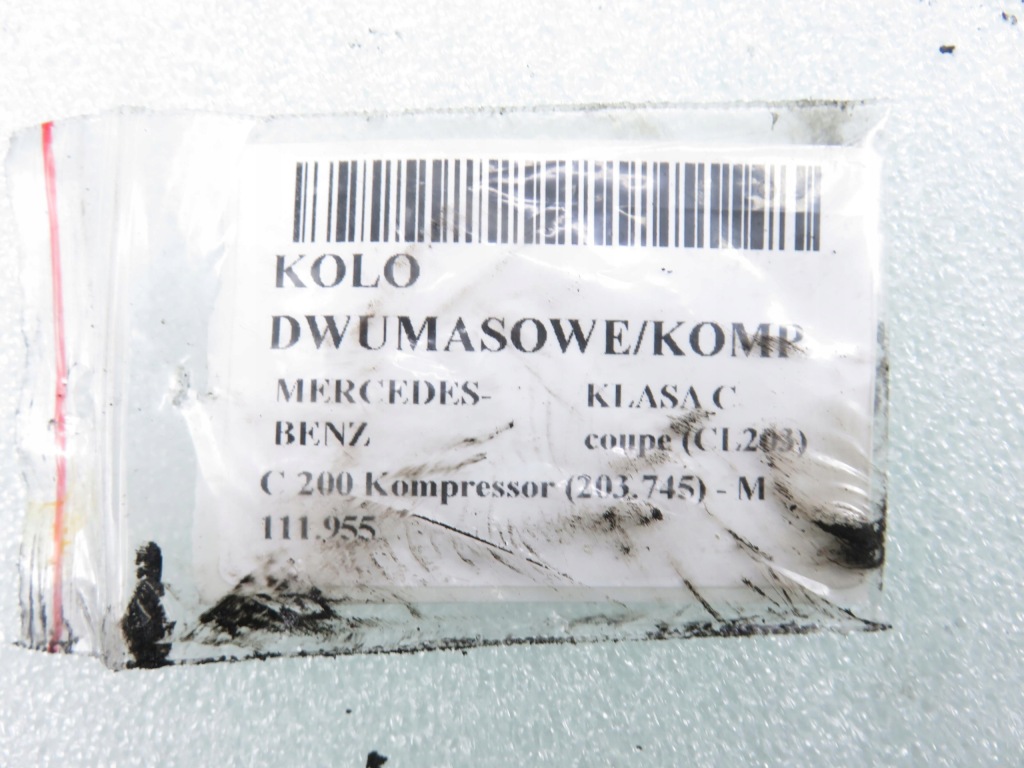 KOLO
DWUMASOWE/KOMP
MERCEDES- KLASA C
BENZ coupe (CL203)
C 200 Kompressor (203.745) - M
111.955